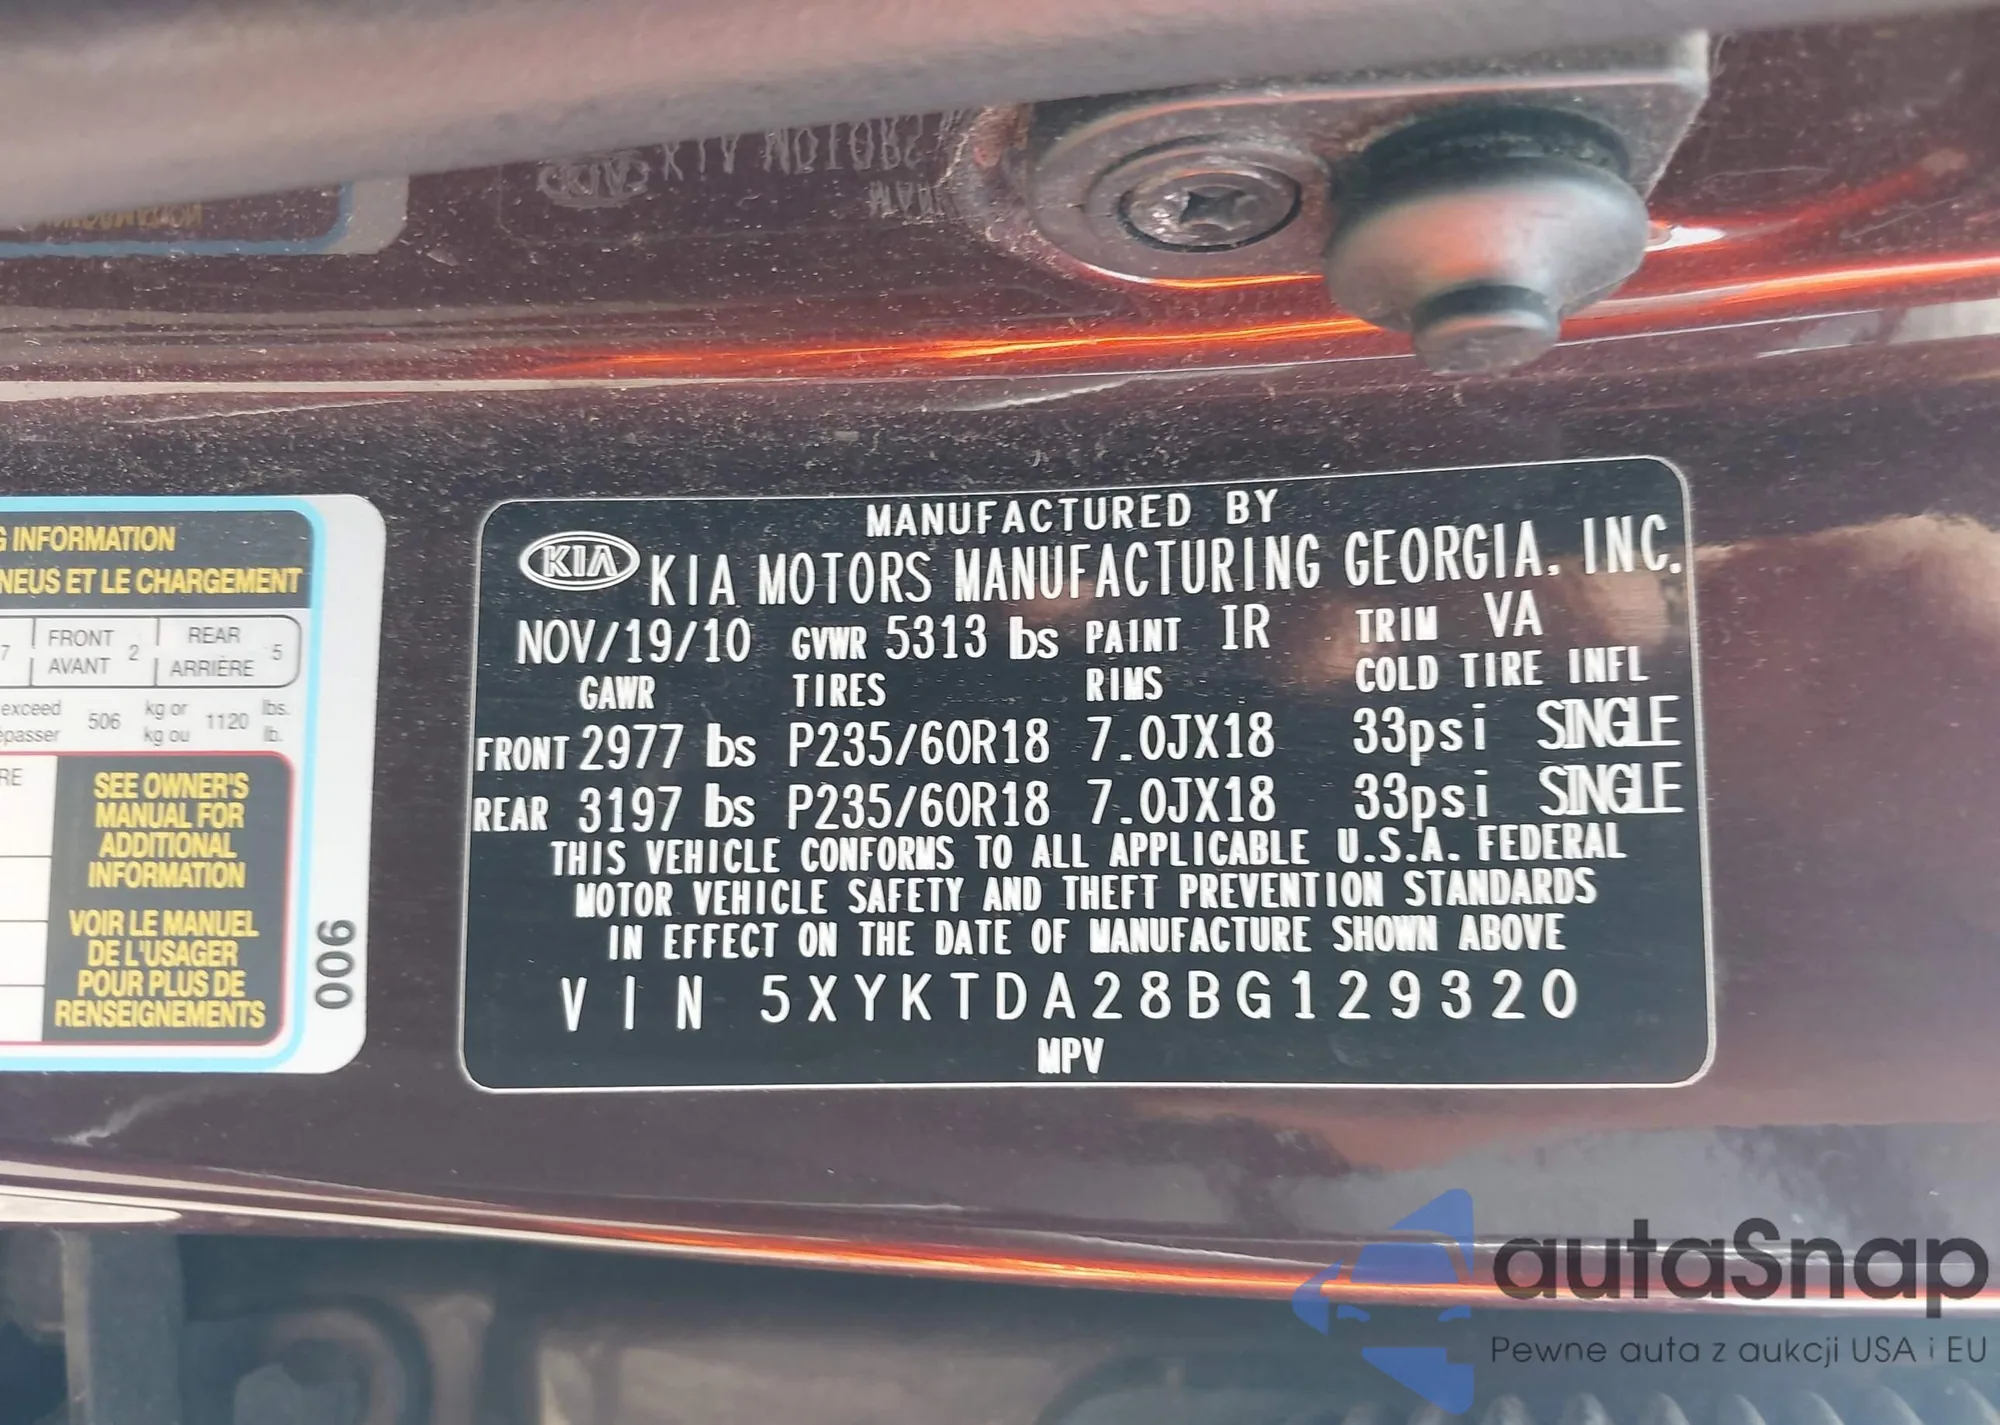 G INFORMATION
NEUS ET LE CHARGEMENT
7 FRONT AVANT 2 REAR ARRIÈRE 5
exceed 506 kg or 1120 lbs.
épasser kg ou lb.
RE
SEE OWNER'S
MANUAL FOR
ADDITIONAL
INFORMATION
VOIR LE MANUEL
DE L'USAGER
POUR PLUS DE
RENSEIGNEMENTS
006
MANUFACTURED BY
KIA KIA MOTORS MANUFACTURING GEORGIA. INC.
NOV/19/10 GVWR 5313 lbs PAINT IR TRIM VA
GAWR TIRES RIMS COLD TIRE INFL
FRONT 2977 lbs P235/60R18 7.0JX18 33psi SINGLE
REAR 3197 lbs P235/60R18 7.0JX18 33psi SINGLE
THIS VEHICLE CONFORMS TO ALL APPLICABLE U.S.A. FEDERAL
MOTOR VEHICLE SAFETY AND THEFT PREVENTION STANDARDS
IN EFFECT ON THE DATE OF MANUFACTURE SHOWN ABOVE
VIN 5XYKTDA28BG129320
MPV
autaSnap
Pewne auta z aukcji USA i EU